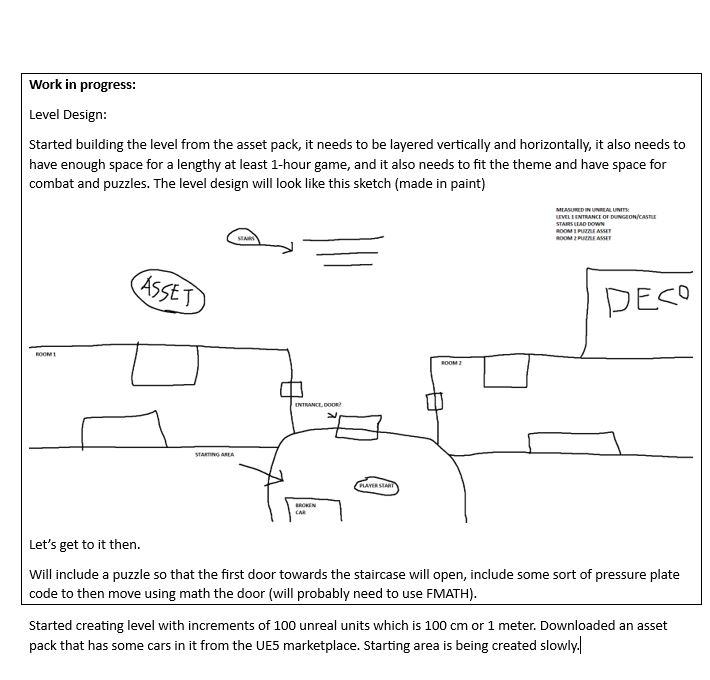 Work in progress:
Level Design:
Started building the level from the asset pack, it needs to be layered vertically and horizontally, it also needs to
have enough space for a lengthy at least 1-hour game, and it also needs to fit the theme and have space for
combat and puzzles. The level design will look like this sketch (made in paint)
MEASURED IN UNREAL UNITS:
LEVEL 1 ENTRANCE OF DUNGEON/CASTLE
STAIRS LEAD DOWN
ROOM 1 PUZZLE ASSET
ROOM 2 PUZZLE ASSET
STAIRS
ASSET
DECO
ROOM 1
ROOM 2
ENTRANCE, DOOR?
STARTING AREA
PLAYER START
BROKEN
CAR
Let's get to it then.
Will include a puzzle so that the first door towards the staircase will open, include some sort of pressure plate
code to then move using math the door (will probably need to use FMATH).
Started creating level with increments of 100 unreal units which is 100 cm or 1 meter. Downloaded an asset
pack that has some cars in it from the UE5 marketplace. Starting area is being created slowly.